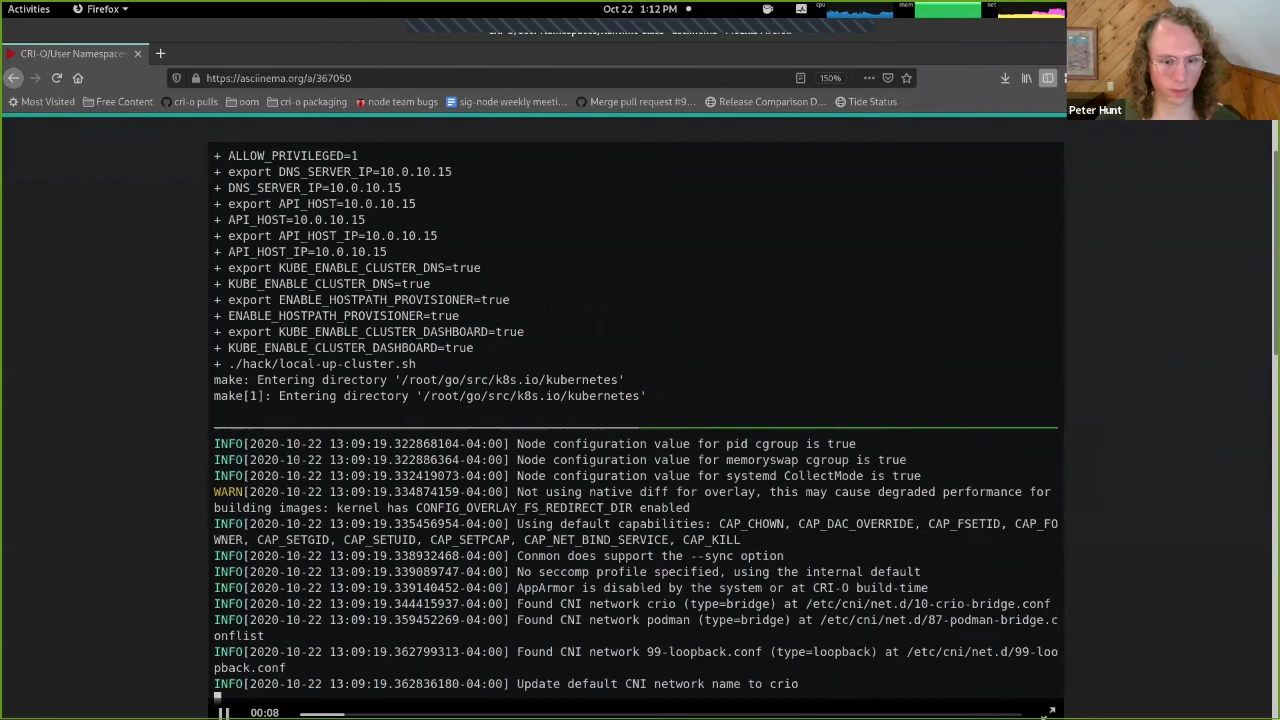 Activities
Firefox
Oct 22 1:12 PM
cpu
mem
net
CRI-O/User Namespaces
https://asciinema.org/a/367050
150%
Most Visited
Free Content
cri-o pulls
oom
cri-o packaging
node team bugs
sig-node weekly meeti...
Merge pull request #9...
Release Comparison D...
Tide Status
Peter Hunt
+ ALLOW_PRIVILEGED=1
+ export DNS_SERVER_IP=10.0.10.15
+ DNS_SERVER_IP=10.0.10.15
+ export API_HOST=10.0.10.15
+ API_HOST=10.0.10.15
+ export API_HOST_IP=10.0.10.15
+ API_HOST_IP=10.0.10.15
+ export KUBE_ENABLE_CLUSTER_DNS=true
+ KUBE_ENABLE_CLUSTER_DNS=true
+ export ENABLE_HOSTPATH_PROVISIONER=true
+ ENABLE_HOSTPATH_PROVISIONER=true
+ export KUBE_ENABLE_CLUSTER_DASHBOARD=true
+ KUBE_ENABLE_CLUSTER_DASHBOARD=true
+ ./hack/local-up-cluster.sh
make: Entering directory '/root/go/src/k8s.io/kubernetes'
make[1]: Entering directory '/root/go/src/k8s.io/kubernetes'
INFO[2020-10-22 13:09:19.322868104-04:00] Node configuration value for pid cgroup is true
INFO[2020-10-22 13:09:19.322886364-04:00] Node configuration value for memoryswap cgroup is true
INFO[2020-10-22 13:09:19.332419073-04:00] Node configuration value for systemd CollectMode is true
WARN[2020-10-22 13:09:19.334874159-04:00] Not using native diff for overlay, this may cause degraded performance for
building images: kernel has CONFIG_OVERLAY_FS_REDIRECT_DIR enabled
INFO[2020-10-22 13:09:19.335456954-04:00] Using default capabilities: CAP_CHOWN, CAP_DAC_OVERRIDE, CAP_FSETID, CAP_FO
WNER, CAP_SETGID, CAP_SETUID, CAP_SETPCAP, CAP_NET_BIND_SERVICE, CAP_KILL
INFO[2020-10-22 13:09:19.338932468-04:00] Conmon does support the --sync option
INFO[2020-10-22 13:09:19.339089747-04:00] No seccomp profile specified, using the internal default
INFO[2020-10-22 13:09:19.339140452-04:00] AppArmor is disabled by the system or at CRI-O build-time
INFO[2020-10-22 13:09:19.344415937-04:00] Found CNI network crio (type=bridge) at /etc/cni/net.d/10-crio-bridge.conf
INFO[2020-10-22 13:09:19.359452269-04:00] Found CNI network podman (type=bridge) at /etc/cni/net.d/87-podman-bridge.c
onflist
INFO[2020-10-22 13:09:19.362799313-04:00] Found CNI network 99-loopback.conf (type=loopback) at /etc/cni/net.d/99-loo
pback.conf
INFO[2020-10-22 13:09:19.362836180-04:00] Update default CNI network name to crio
00:08